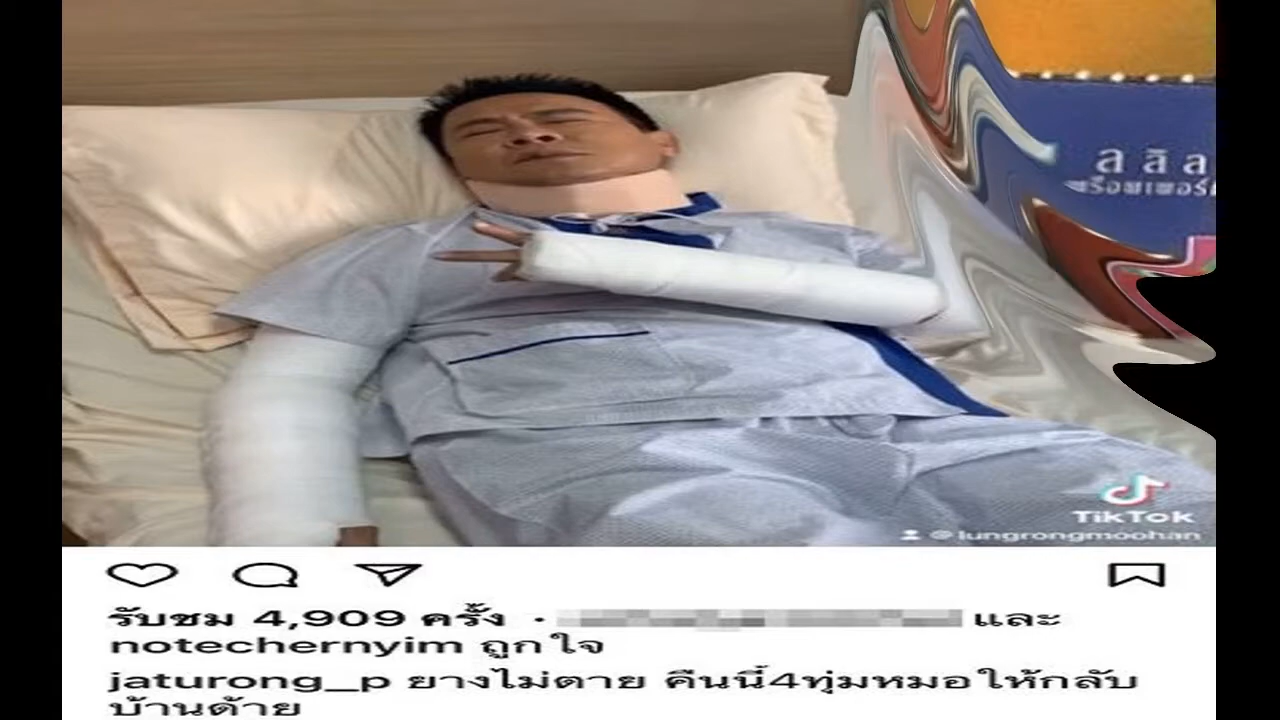 ลลิล
TikTok
@lungrongmoohan
รับชม 4,909 ครั้ง · และ
notechernyim ถูกใจ
jaturong_p ยางไม่ตาย คืนนี้4ทุ่มหมอให้กลับ
บ้านด้าย